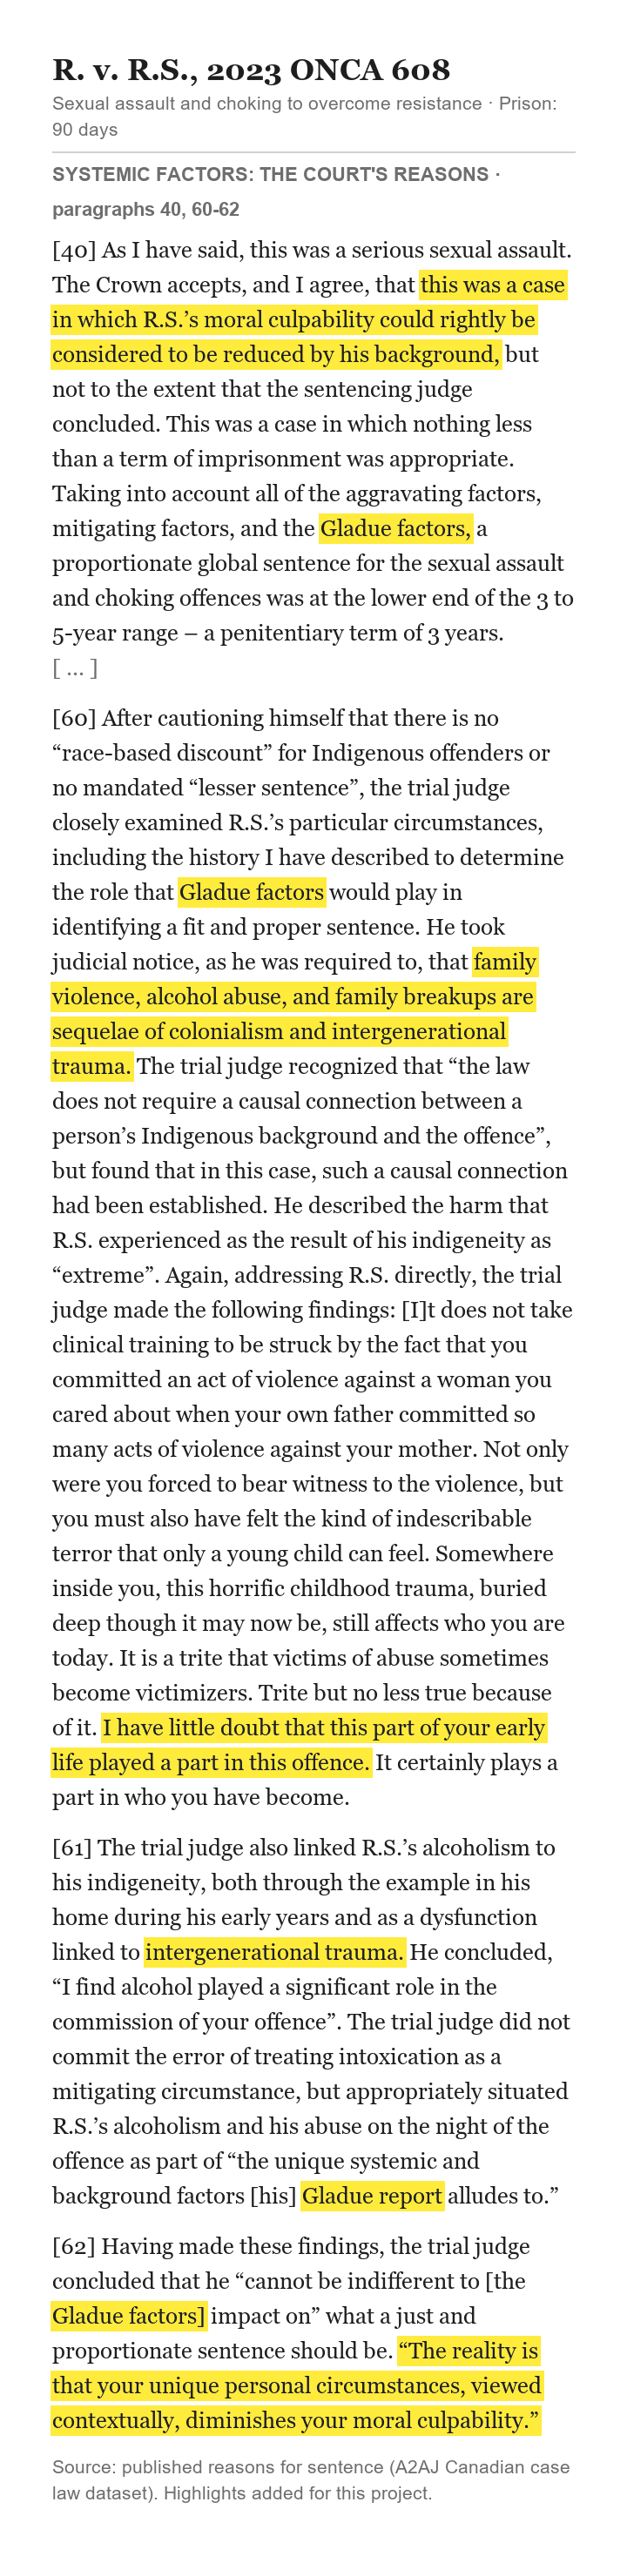 R. v. R.S., 2023 ONCA 608
Sexual assault and choking to overcome resistance · Prison:
90 days
SYSTEMIC FACTORS: THE COURT'S REASONS ·
paragraphs 40, 60-62
[40] As I have said, this was a serious sexual assault.
The Crown accepts, and I agree, that this was a case
in which R.S.’s moral culpability could rightly be
considered to be reduced by his background, but
not to the extent that the sentencing judge
concluded. This was a case in which nothing less
than a term of imprisonment was appropriate.
Taking into account all of the aggravating factors,
mitigating factors, and the Gladue factors, a
proportionate global sentence for the sexual assault
and choking offences was at the lower end of the 3 to
5-year range – a penitentiary term of 3 years.
[ ... ]
[60] After cautioning himself that there is no
“race-based discount” for Indigenous offenders or
no mandated “lesser sentence”, the trial judge
closely examined R.S.’s particular circumstances,
including the history I have described to determine
the role that Gladue factors would play in
identifying a fit and proper sentence. He took
judicial notice, as he was required to, that family
violence, alcohol abuse, and family breakups are
sequelae of colonialism and intergenerational
trauma. The trial judge recognized that “the law
does not require a causal connection between a
person’s Indigenous background and the offence”,
but found that in this case, such a causal connection
had been established. He described the harm that
R.S. experienced as the result of his indigeneity as
“extreme”. Again, addressing R.S. directly, the trial
judge made the following findings: [I]t does not take
clinical training to be struck by the fact that you
committed an act of violence against a woman you
cared about when your own father committed so
many acts of violence against your mother. Not only
were you forced to bear witness to the violence, but
you must also have felt the kind of indescribable
terror that only a young child can feel. Somewhere
inside you, this horrific childhood trauma, buried
deep though it may now be, still affects who you are
today. It is a trite that victims of abuse sometimes
become victimizers. Trite but no less true because
of it. I have little doubt that this part of your early
life played a part in this offence. It certainly plays a
part in who you have become.
[61] The trial judge also linked R.S.’s alcoholism to
his indigeneity, both through the example in his
home during his early years and as a dysfunction
linked to intergenerational trauma. He concluded,
“I find alcohol played a significant role in the
commission of your offence”. The trial judge did not
commit the error of treating intoxication as a
mitigating circumstance, but appropriately situated
R.S.’s alcoholism and his abuse on the night of the
offence as part of “the unique systemic and
background factors [his] Gladue report alludes to.”
[62] Having made these findings, the trial judge
concluded that he “cannot be indifferent to [the
Gladue factors] impact on” what a just and
proportionate sentence should be. “The reality is
that your unique personal circumstances, viewed
contextually, diminishes your moral culpability.”
Source: published reasons for sentence (A2AJ Canadian case
law dataset). Highlights added for this project.